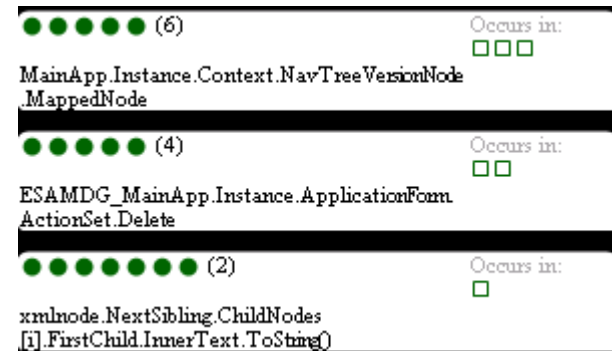 (6) Occurs in:
MainApp.Instance.Context.NavTreeVersionNode
.MappedNode
(4) Occurs in:
ESAMDG_MainApp.Instance.ApplicationForm.
ActionSet.Delete
(2) Occurs in:
xmlnode.NextSibling.ChildNodes
[i].FirstChild.InnerText.ToString()